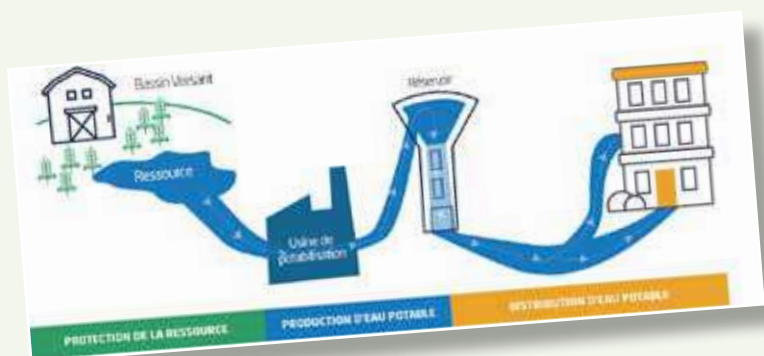 Bassin Versant
Réservoir
Ressource
Usine de
potabilisation
PROTECTION DE LA RESSOURCE
PRODUCTION D'EAU POTABLE
DISTRIBUTION D'EAU POTABLE